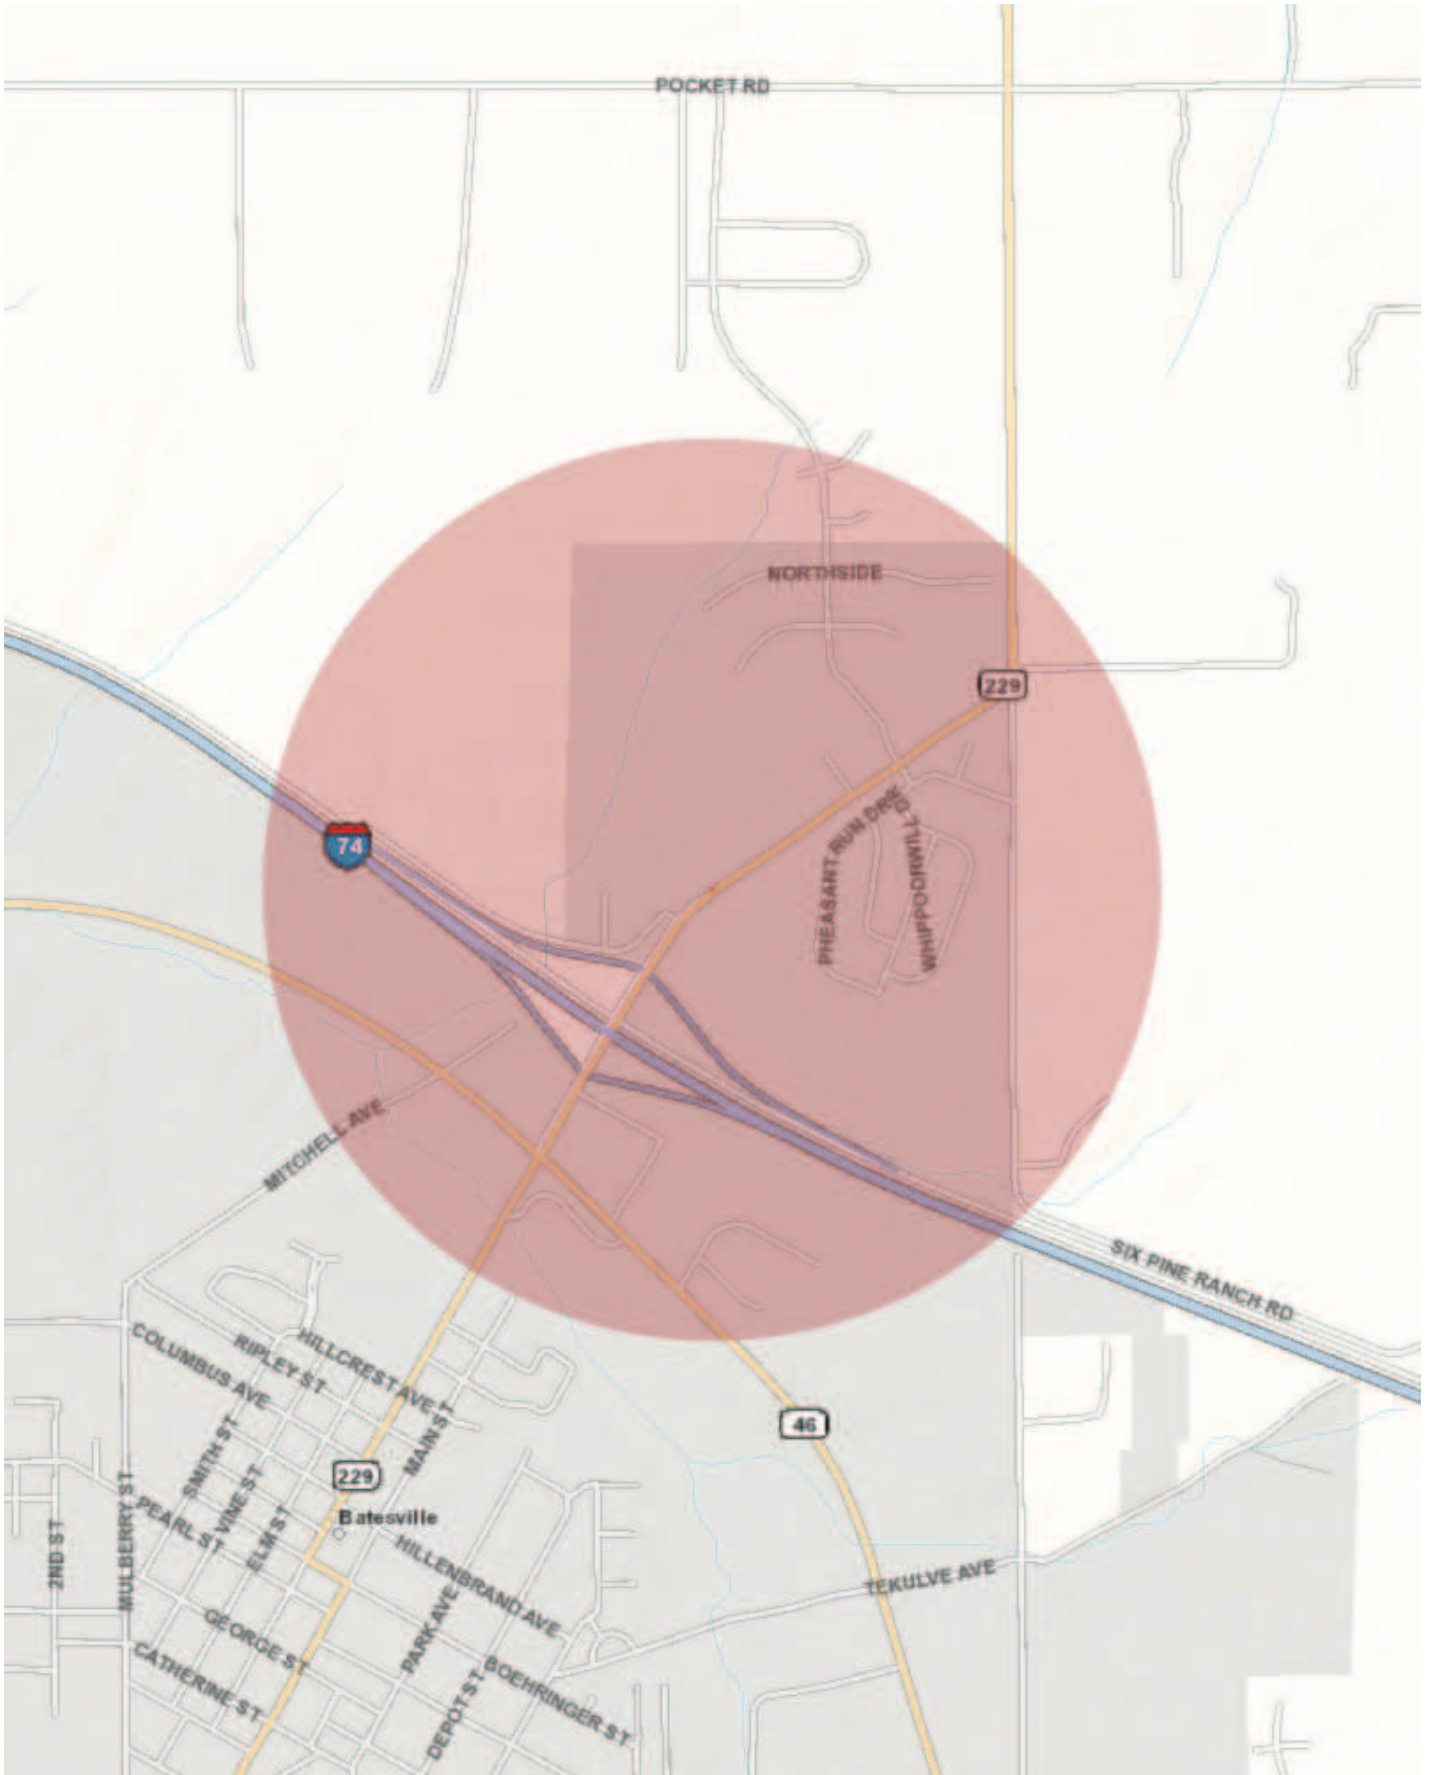 POCKET RD
NORTHSIDE
229
74
PHEASANT RUN DR
WHIPPOORWILL D
MITCHELL AVE
SIX PINE RANCH RD
COLUMBUS AVE
RIPLEY ST
HILLCREST AVE
MAIN ST
46
SMITH ST
229
VINE ST
PEARL ST
ELM ST
Batesville
MULBERRY ST
2ND ST
HILLENBRAND AVE
TEKULVE AVE
PARK AVE
GEORGE ST
CATHERINE ST
BOEHRINGER ST
DEPOT ST